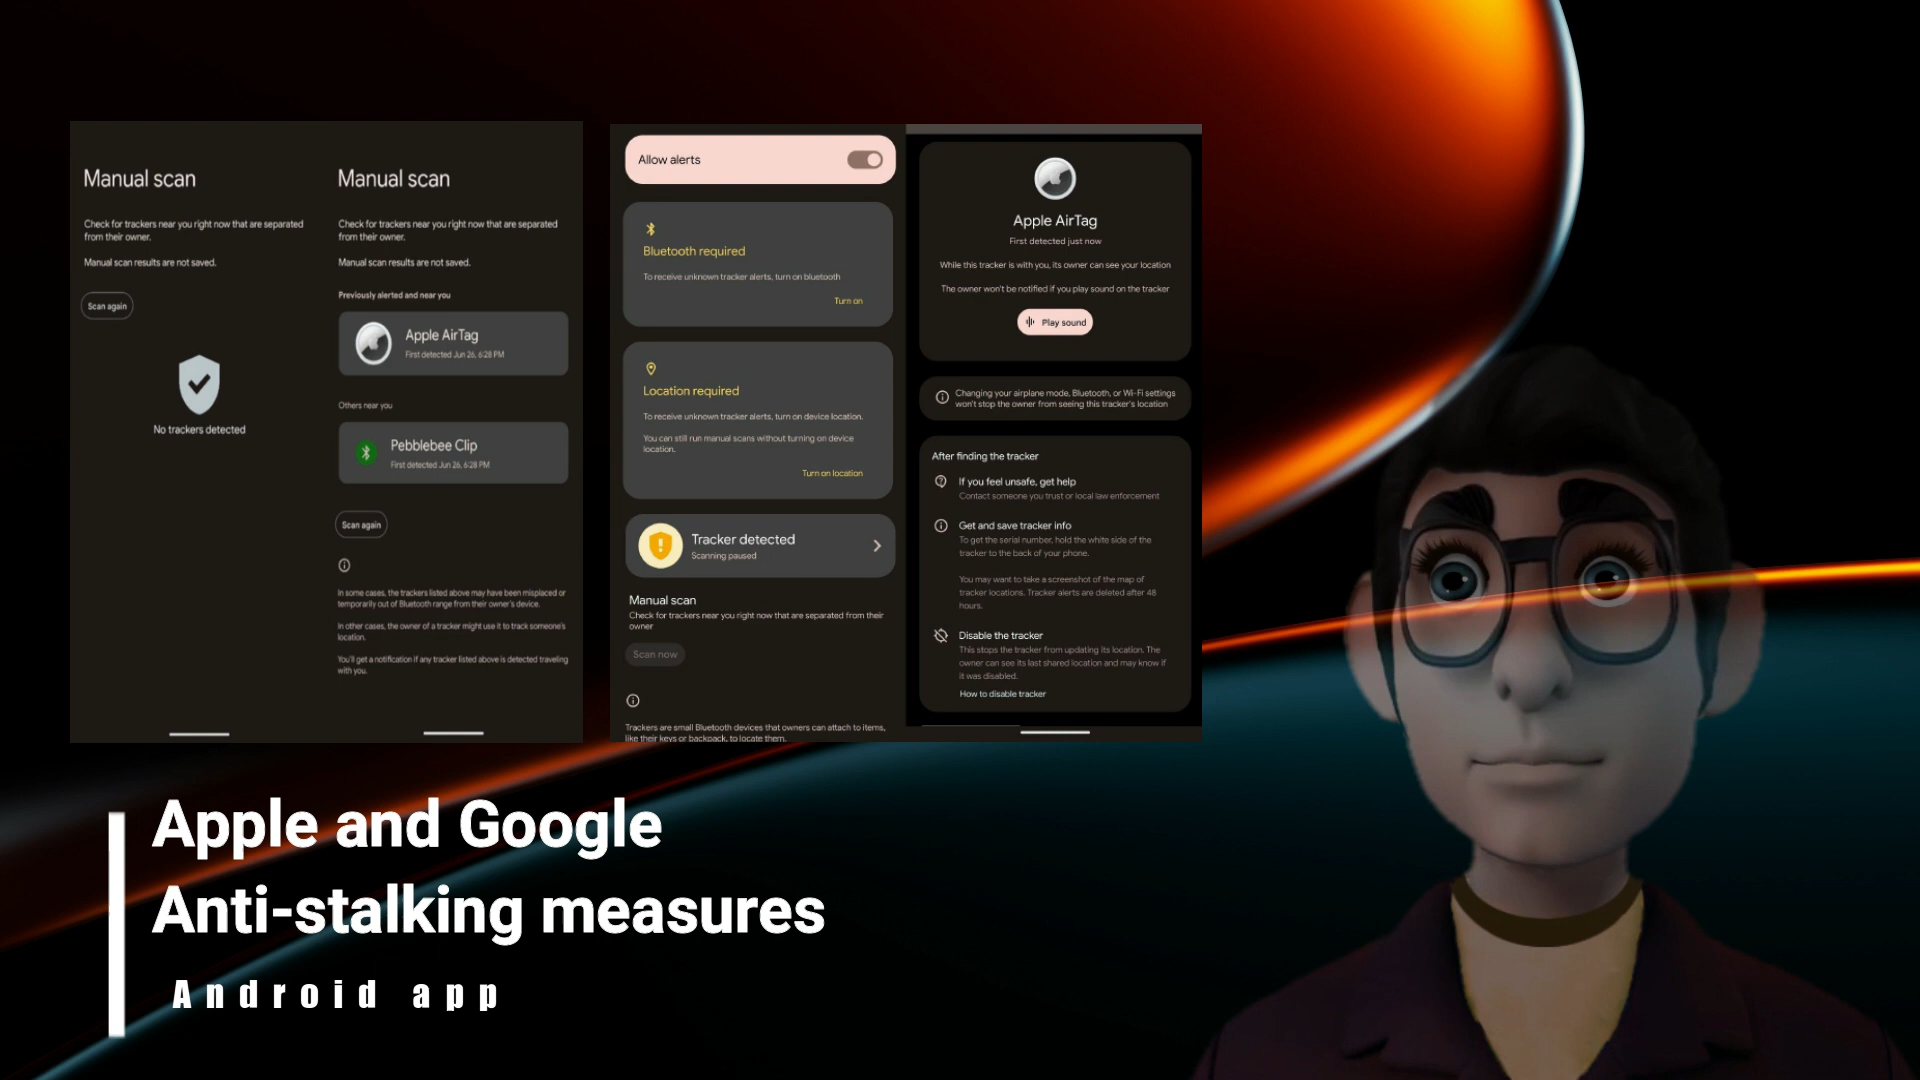 Manual scan
Check for trackers near you right now that are separated
from their owner.
Manual scan results are not saved.
Scan again
No trackers detected
Manual scan
Check for trackers near you right now that are separated
from their owner.
Manual scan results are not saved.
Previously alerted and near you
Apple AirTag
First detected Jun 26, 6:28 PM
Others near you
Pebblebee Clip
First detected Jun 26, 6:28 PM
Scan again
In some cases, the trackers listed above may have been misplaced or
temporarily out of Bluetooth range from their owner's device.
In other cases, the owner of a tracker might use it to track someone's
location.
You'll get a notification if any tracker listed above is detected traveling
with you.
Allow alerts
Bluetooth required
To receive unknown tracker alerts, turn on bluetooth
Turn on
Location required
To receive unknown tracker alerts, turn on device location.
You can still run manual scans without turning on device
location.
Turn on location
Tracker detected
Scanning paused
Manual scan
Check for trackers near you right now that are separated from their
owner
Scan now
Trackers are small Bluetooth devices that owners can attach to items,
like their keys or backpack, to locate them.
Apple AirTag
First detected just now
While this tracker is with you, its owner can see your location
The owner won't be notified if you play sound on the tracker
Play sound
Changing your airplane mode, Bluetooth, or Wi-Fi settings
won't stop the owner from seeing this tracker's location
After finding the tracker
If you feel unsafe, get help
Contact someone you trust or local law enforcement
Get and save tracker info
To get the serial number, hold the white side of the
tracker to the back of your phone.
You may want to take a screenshot of the map of
tracker locations. Tracker alerts are deleted after 48
hours.
Disable the tracker
This stops the tracker from updating its location. The
owner can see its last shared location and may know if
it was disabled.
How to disable tracker
Apple and Google
Anti-stalking measures
Android app